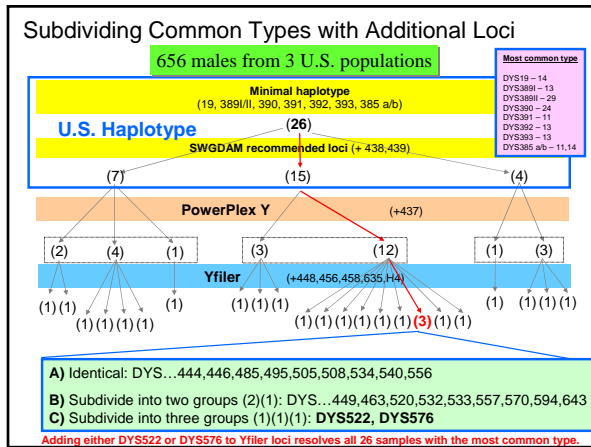 Subdividing Common Types with Additional Loci
656 males from 3 U.S. populations
Most common type
DYS19 – 14
DYS389I – 13
DYS389II – 29
DYS390 – 24
DYS391 – 11
DYS392 – 13
DYS393 – 13
DYS385 a/b – 11,14
Minimal haplotype
(19, 389I/II, 390, 391, 392, 393, 385 a/b)
U.S. Haplotype
(26)
SWGDAM recommended loci (+ 438,439)
(7) (15) (4)
PowerPlex Y (+437)
(2) (4) (1) (3) (12) (1) (3)
Yfiler (+448,456,458,635,H4)
(1)(1) (1)(1)(1)(1) (1) (1)(1)(1) (1)(1)(1)(1)(1)(1)(3)(1)(1) (1) (1)(1)(1)
A) Identical: DYS…444,446,485,495,505,508,534,540,556
B) Subdivide into two groups (2)(1): DYS…449,463,520,532,533,557,570,594,643
C) Subdivide into three groups (1)(1)(1): DYS522, DYS576
Adding either DYS522 or DYS576 to Yfiler loci resolves all 26 samples with the most common type.